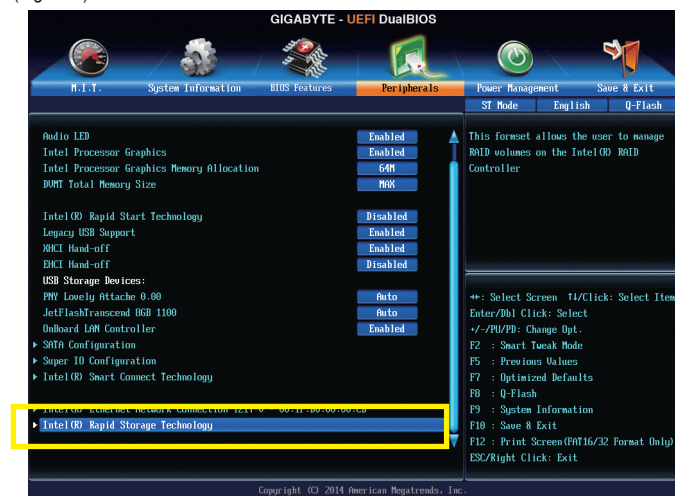 GIGABYTE - UEFI DualBIOS
M.I.T. System Information BIOS Features Peripherals Power Management Save & Exit
ST Mode English Q-Flash
Audio LED Enabled
Intel Processor Graphics Enabled
Intel Processor Graphics Memory Allocation 64M
DVMT Total Memory Size MAX
Intel(R) Rapid Start Technology Disabled
Legacy USB Support Enabled
XHCI Hand-off Enabled
EHCI Hand-off Disabled
USB Storage Devices:
PNY Lovely Attache 0.00 Auto
JetFlashTranscend 8GB 1100 Auto
OnBoard LAN Controller Enabled
SATA Configuration
Super IO Configuration
Intel(R) Smart Connect Technology
Intel(R) Ethernet Network Connection I217-V -
Intel(R) Rapid Storage Technology
This formset allows the user to manage
RAID volumes on the Intel(R) RAID
Controller
↔: Select Screen ↑↓/Click: Select Item
Enter/Dbl Click: Select
+/-/PU/PD: Change Opt.
F2 : Smart Tweak Mode
F5 : Previous Values
F7 : Optimized Defaults
F8 : Q-Flash
F9 : System Information
F10 : Save & Exit
F12 : Print Screen(FAT16/32 Format Only)
ESC/Right Click: Exit
Copyright (C) 2014 American Megatrends, Inc.